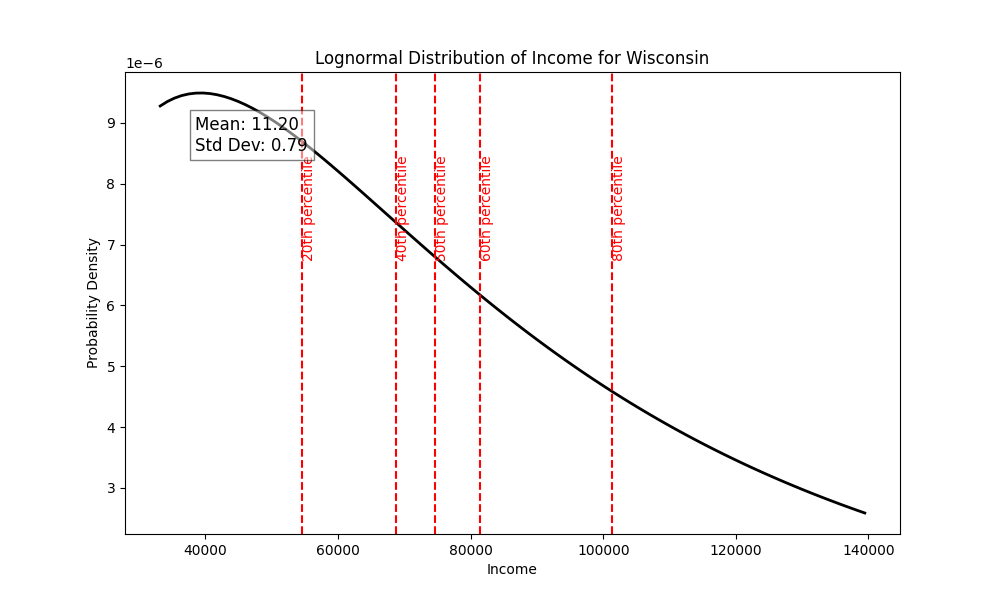 Lognormal Distribution of Income for Wisconsin
1e−6
Mean: 11.20
Std Dev: 0.79
20th percentile
40th percentile
50th percentile
60th percentile
80th percentile
9
8
7
6
5
4
3
Probability Density
40000
60000
80000
100000
120000
140000
Income